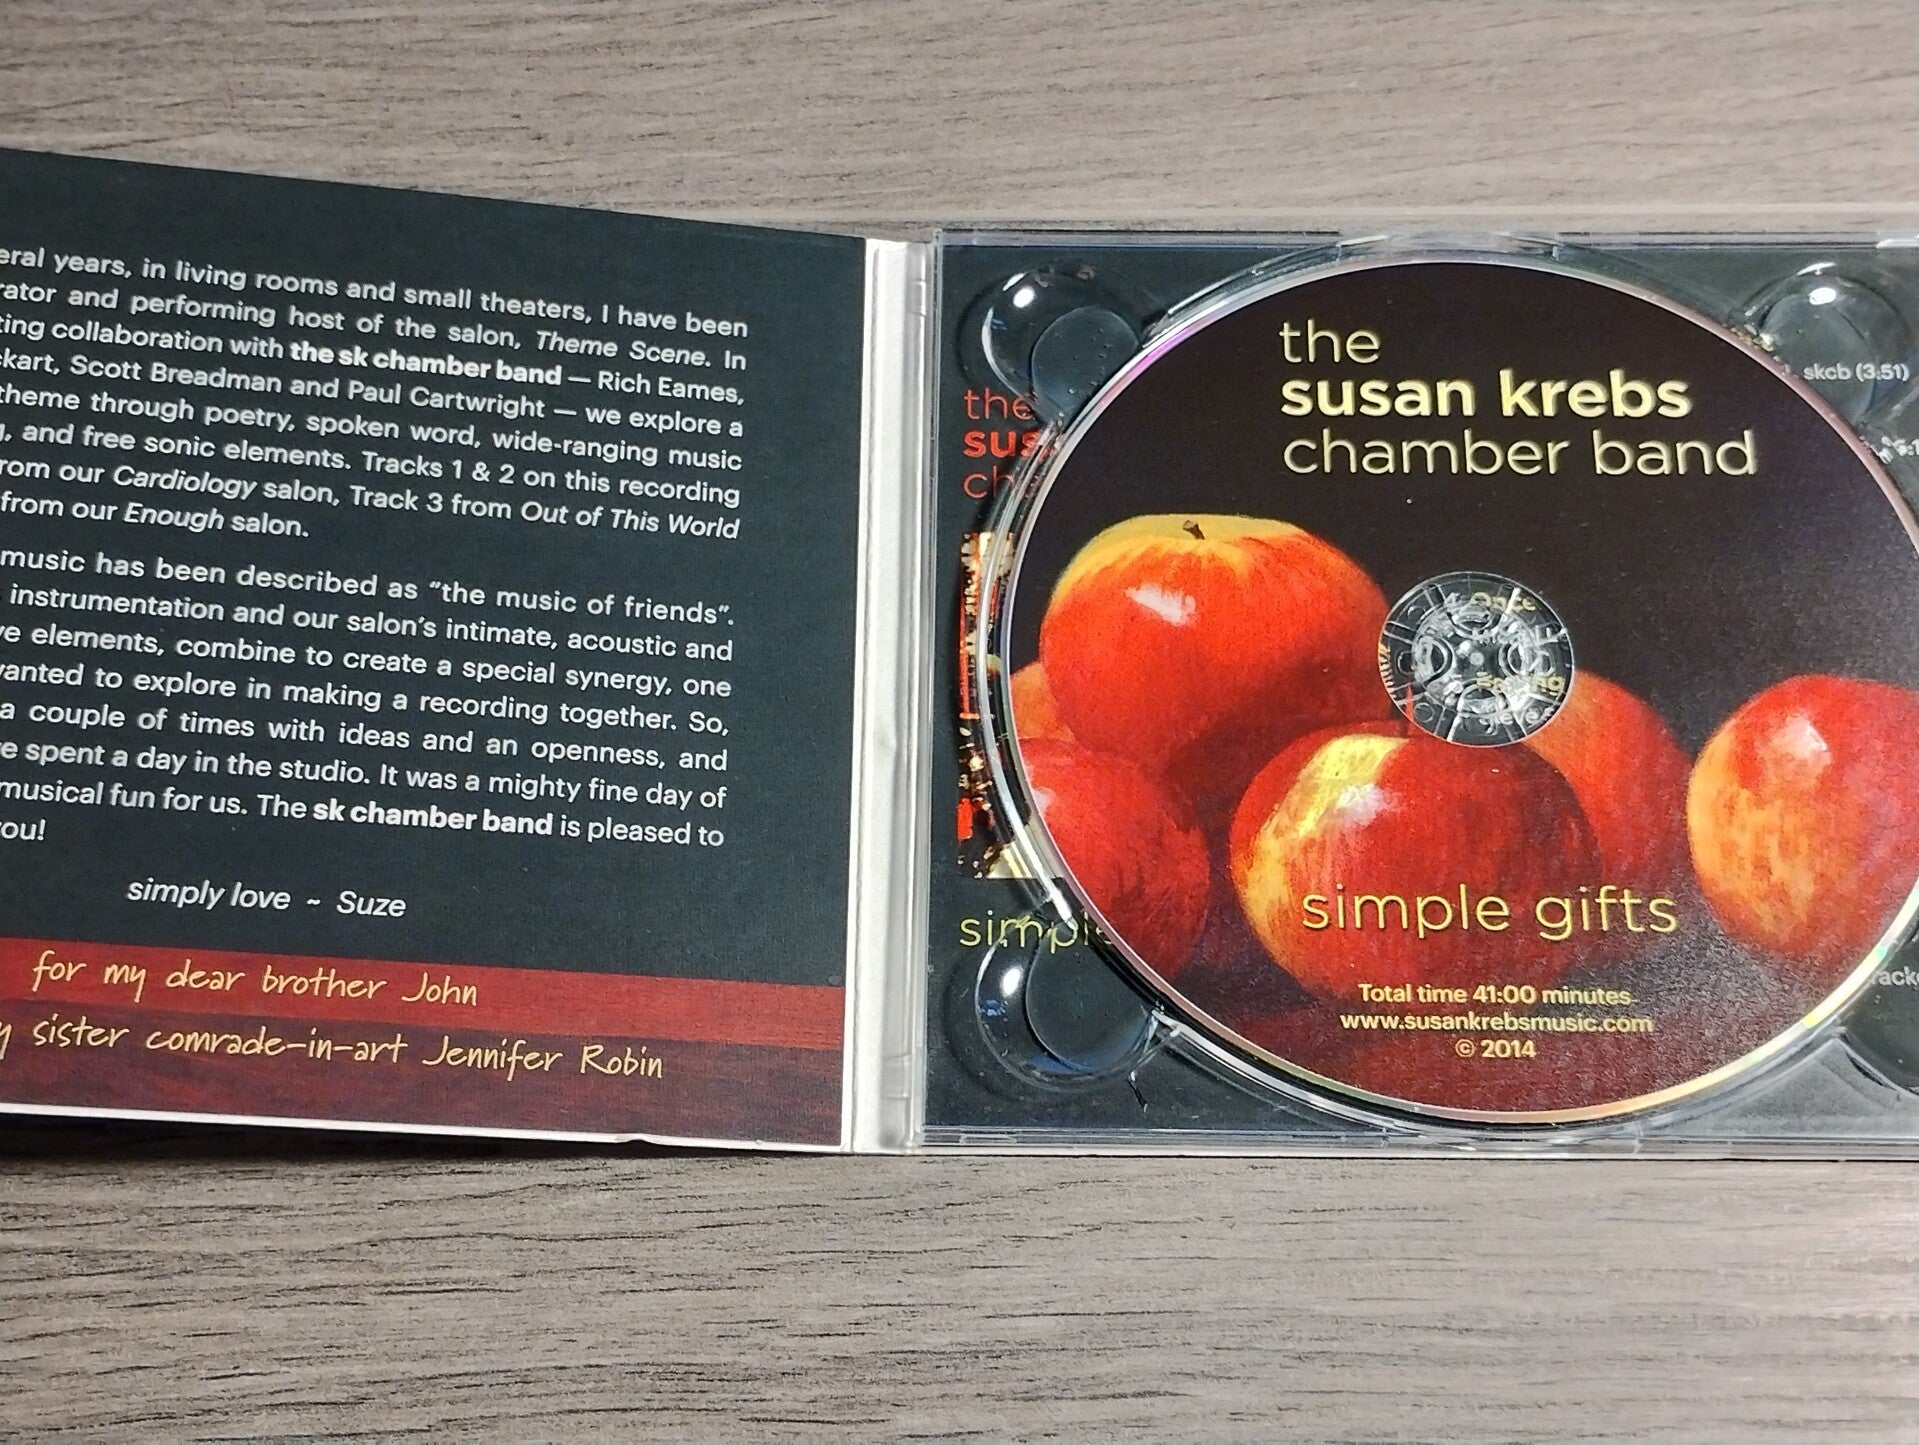 years, in living rooms and small theaters, I have been
and performing host of the salon, Theme Scene. In
collaboration with the sk chamber band — Rich Eames,
Scott Breadman and Paul Cartwright — we explore a
theme through poetry, spoken word, wide-ranging music
and free sonic elements. Tracks 1 & 2 on this recording
from our Cardiology salon, Track 3 from Out of This World
from our Enough salon.
music has been described as “the music of friends”.
instrumentation and our salon's intimate, acoustic and
elements, combine to create a special synergy, one
wanted to explore in making a recording together. So,
a couple of times with ideas and an openness, and
spent a day in the studio. It was a mighty fine day of
musical fun for us. The sk chamber band is pleased to
you!
simply love ~ Suze
for my dear brother John
sister comrade-in-art Jennifer Robin
the
simple
the
susan krebs
chamber band
simple gifts
Total time 41:00 minutes
www.susankrebsmusic.com
© 2014
Once
skcb (3:51)